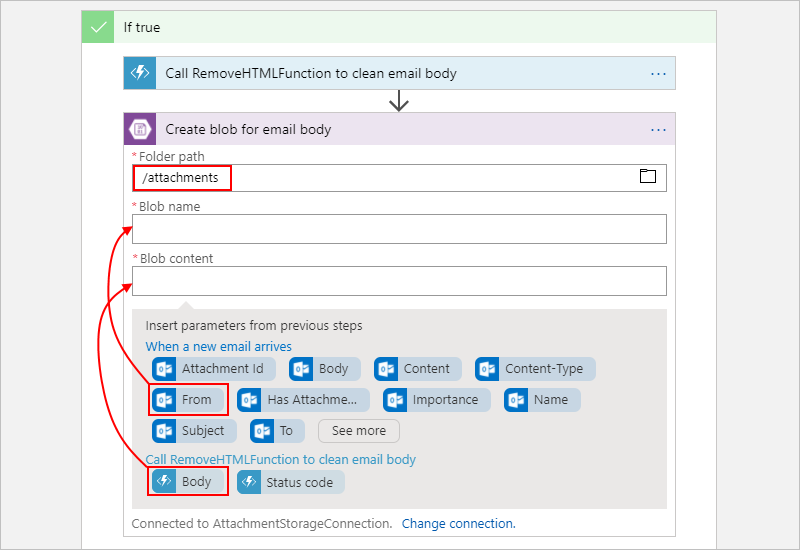 If true
Call RemoveHTMLFunction to clean email body ...
Create blob for email body ...
* Folder path
/attachments
* Blob name
* Blob content
Insert parameters from previous steps
When a new email arrives
Attachment Id Body Content Content-Type
From Has Attachme... Importance Name
Subject To See more
Call RemoveHTMLFunction to clean email body
Body Status code
Connected to AttachmentStorageConnection. Change connection.